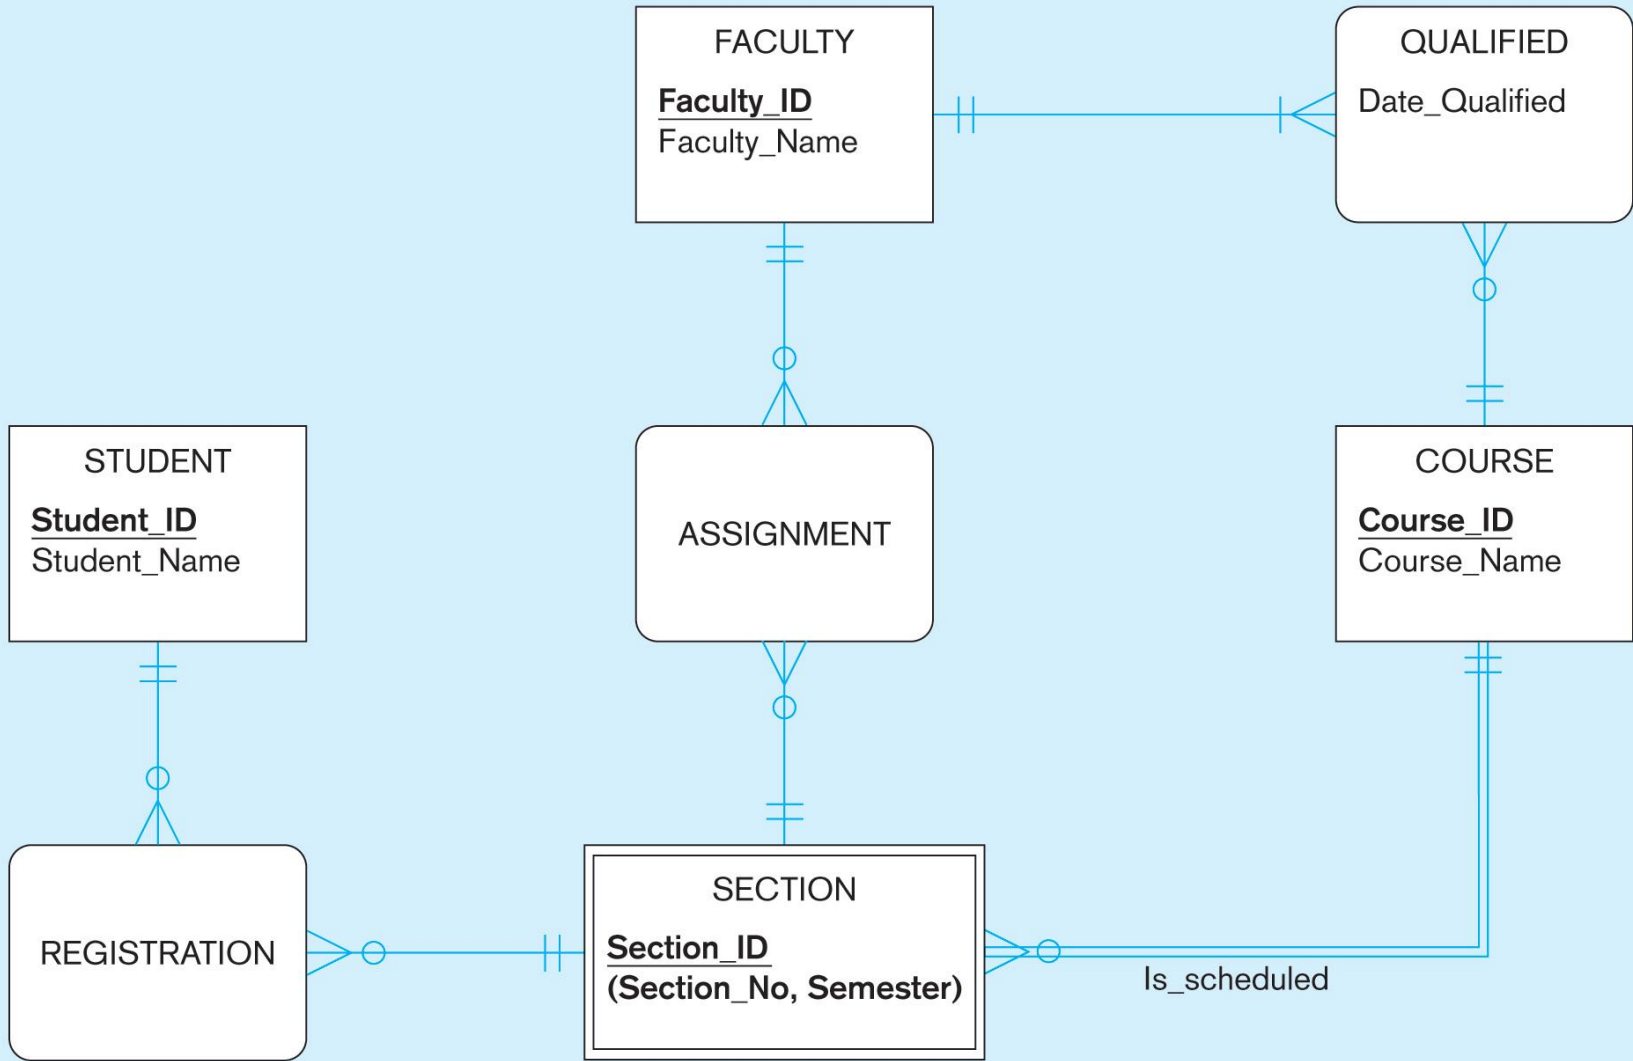 FACULTY
Faculty_ID
Faculty_Name
QUALIFIED
Date_Qualified
STUDENT
Student_ID
Student_Name
ASSIGNMENT
COURSE
Course_ID
Course_Name
REGISTRATION
SECTION
Section_ID
(Section_No, Semester)
Is_scheduled